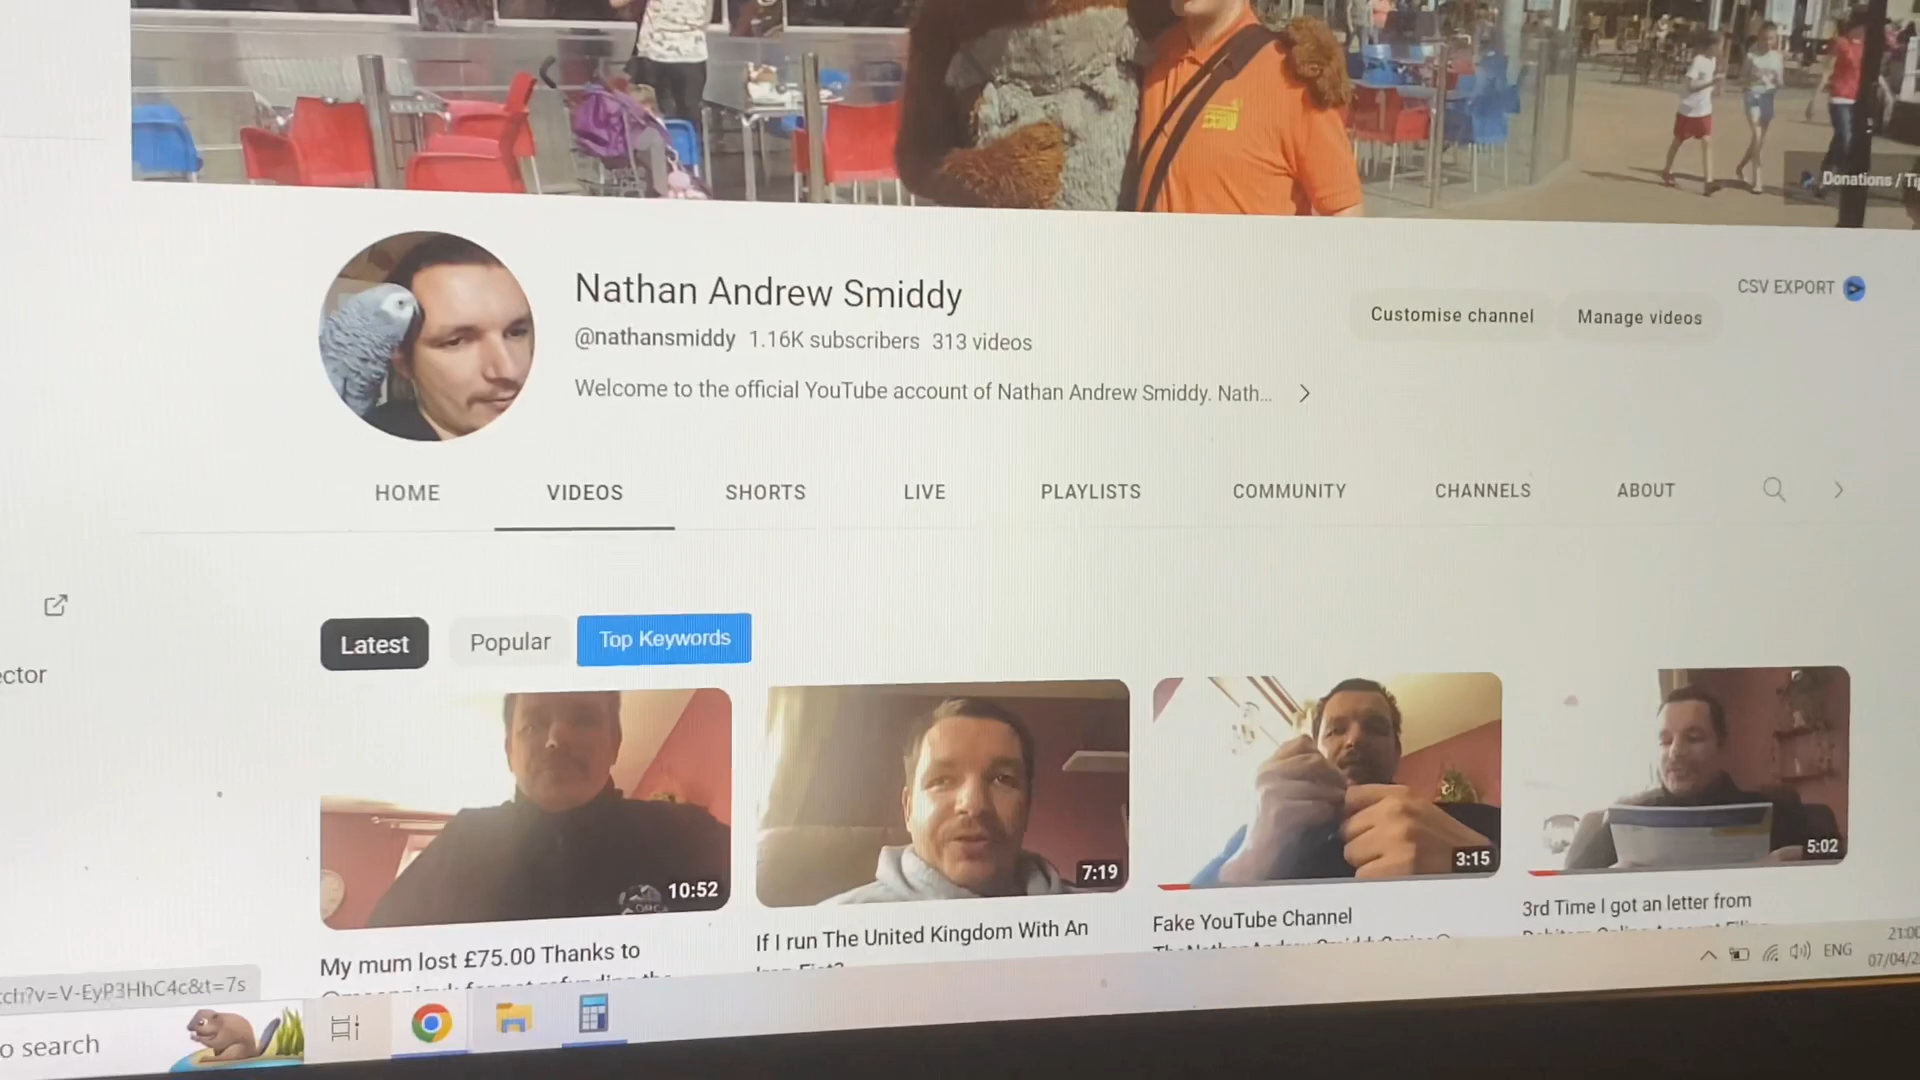 Donations /
Nathan Andrew Smiddy
CSV EXPORT
@nathansmiddy 1.16K subscribers 313 videos
Customise channel
Manage videos
Welcome to the official YouTube account of Nathan Andrew Smiddy. Nath...
HOME VIDEOS SHORTS LIVE PLAYLISTS COMMUNITY CHANNELS ABOUT
ector
Latest Popular Top Keywords
10:52
7:19
3:15
5:02
My mum lost £75.00 Thanks to
If I run The United Kingdom With An
Fake YouTube Channel
3rd Time I got an letter from
tch?v=V-EyP3HhC4c&t=7s
o search
ENG
21:00
07/04/2